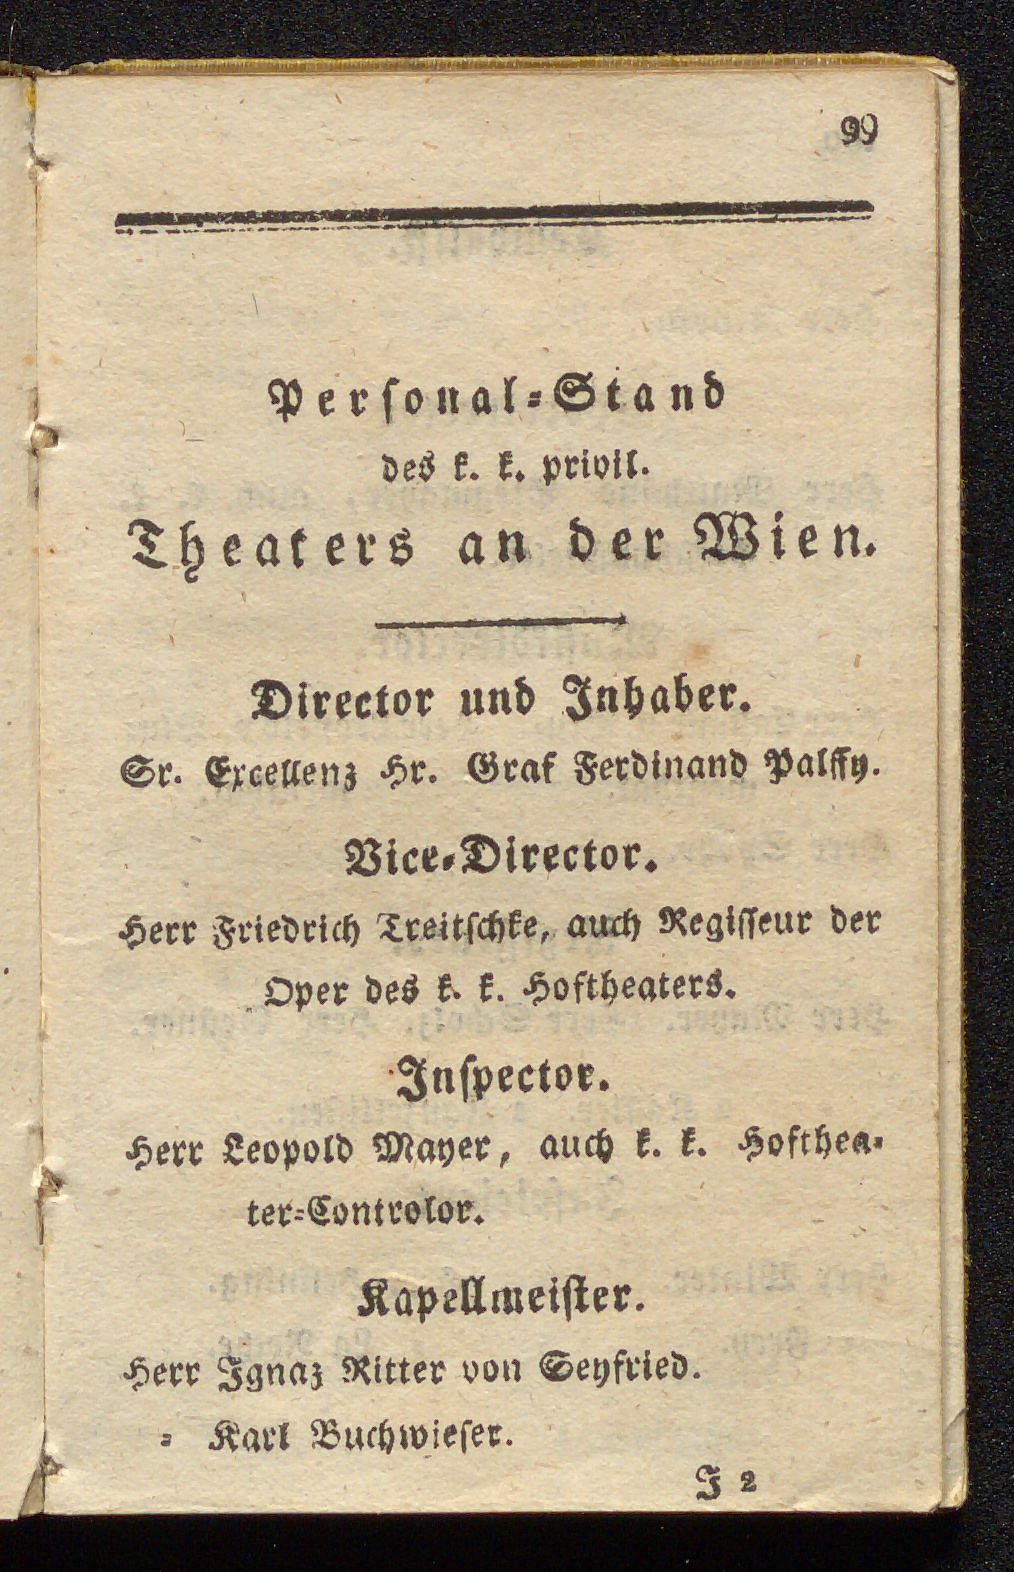 99
Perſonal-Stand
des k. k. privil.
Theaters an der Wien.
Director und Inhaber.
Sr. Excellenz Hr. Graf Ferdinand Palffy.
Vice-Director.
Herr Friedrich Treitſchke, auch Regiſſeur der
Oper des k. k. Hoftheaters.
Inſpector.
Herr Leopold Mayer, auch k. k. Hofthea-
ter-Controlor.
Kapellmeiſter.
Herr Ignaz Ritter von Seyfried.
= Karl Buchwieſer.
J 2